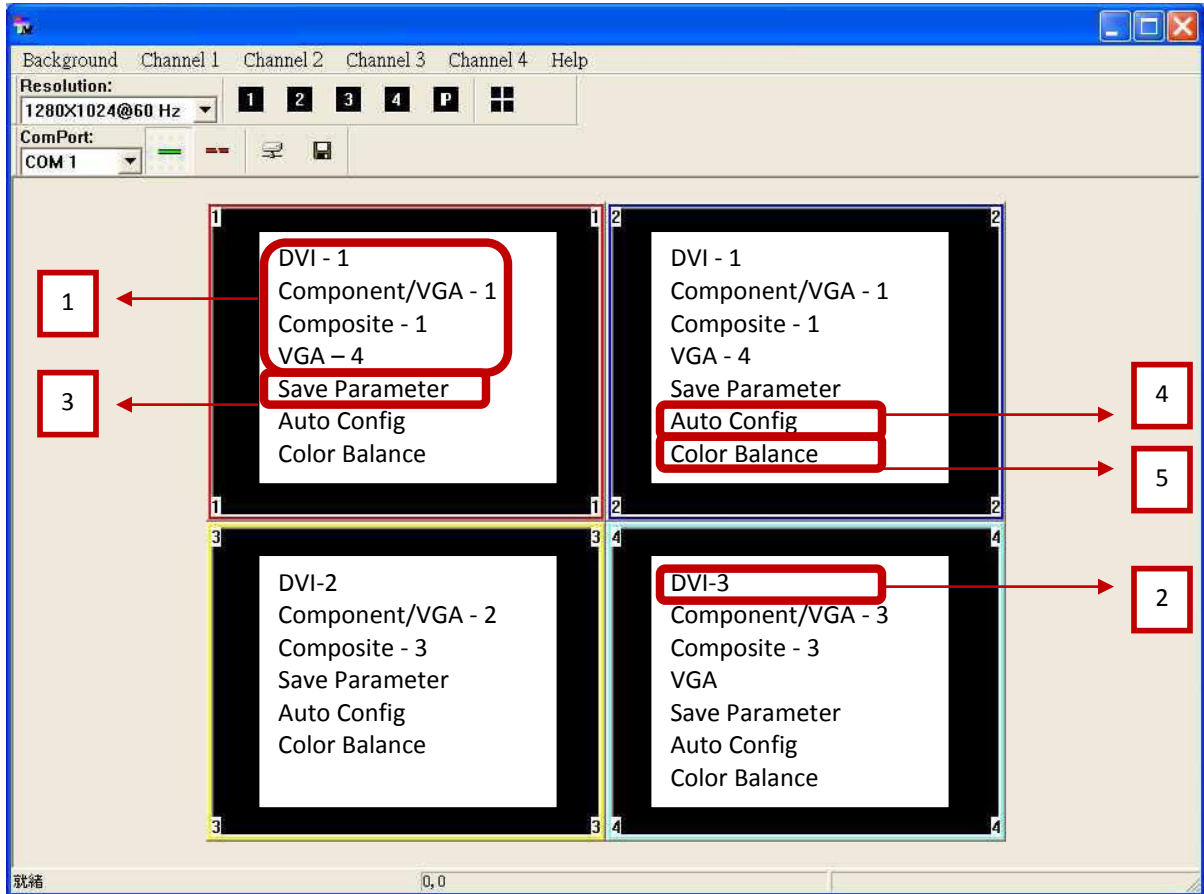 Background Channel 1 Channel 2 Channel 3 Channel 4 Help
Resolution:
1280X1024@60 Hz 1 2 3 4 P
ComPort:
COM 1
1 1
DVI - 1
Component/VGA - 1
Composite - 1
VGA – 4
Save Parameter
Auto Config
Color Balance
1 1
2 2
DVI - 1
Component/VGA - 1
Composite - 1
VGA - 4
Save Parameter
Auto Config
Color Balance
2 2
1
3
4
5
3 3
DVI-2
Component/VGA - 2
Composite - 3
Save Parameter
Auto Config
Color Balance
3 3
4 4
DVI-3
Component/VGA - 3
Composite - 3
VGA
Save Parameter
Auto Config
Color Balance
4 4
2
就緒 0,0